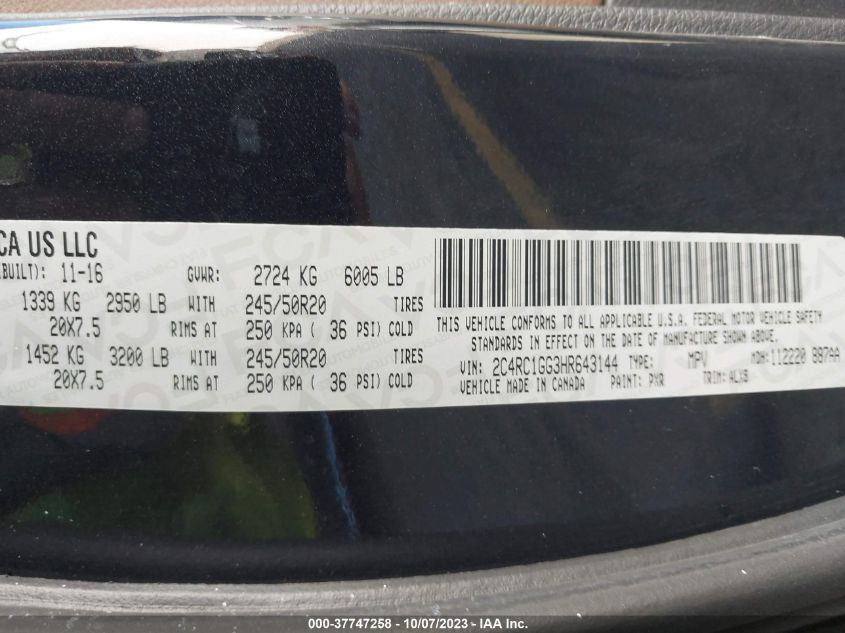 CA US LLC
BUILT): 11-16 GVWR: 2724 KG 6005 LB
1339 KG 2950 LB WITH 245/50R20 TIRES
20X7.5 RIMS AT 250 KPA ( 36 PSI) COLD
1452 KG 3200 LB WITH 245/50R20 TIRES
20X7.5 RIMS AT 250 KPA ( 36 PSI) COLD
THIS VEHICLE CONFORMS TO ALL APPLICABLE U.S.A. FEDERAL MOTOR VEHICLE SAFETY
STANDARDS IN EFFECT ON THE DATE OF MANUFACTURE SHOWN ABOVE.
VIN: 2C4RC1GG3HR643144 TYPE: MPV MDH: 112220 887AA
VEHICLE MADE IN CANADA PAINT: PXR TRIM: ALX9
000-37747258 - 10/07/2023 - IAA Inc.